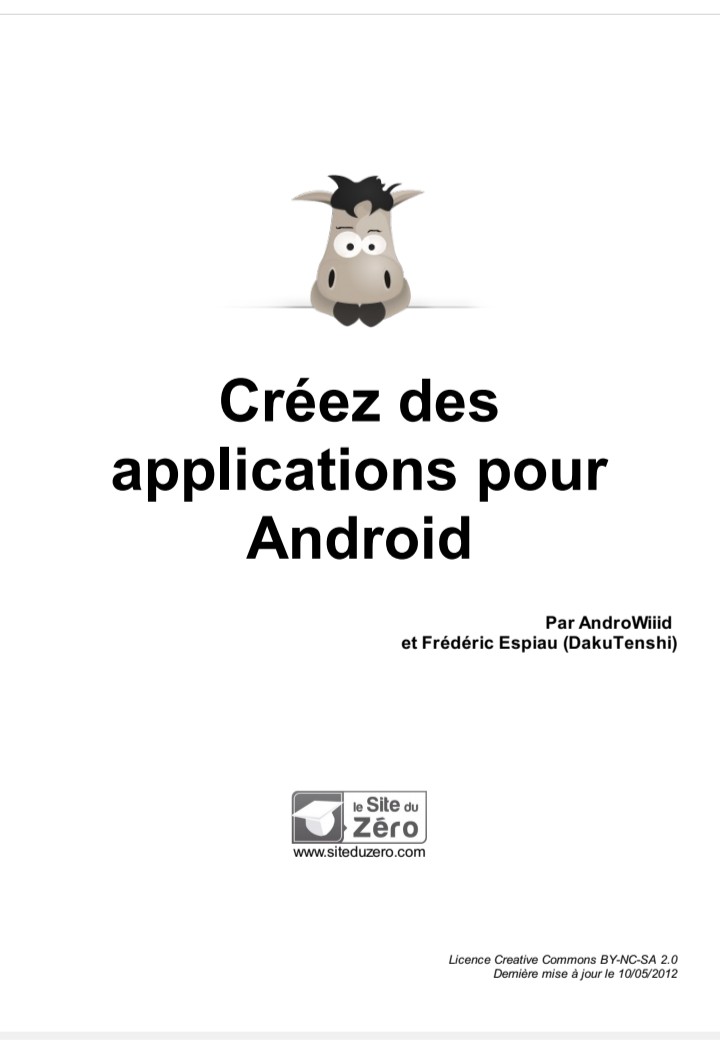 Créez des
applications pour
Android
Par AndroWiiid
et Frédéric Espiau (DakuTenshi)
le Site du
Zéro
www.siteduzero.com
Licence Creative Commons BY-NC-SA 2.0
Dernière mise à jour le 10/05/2012